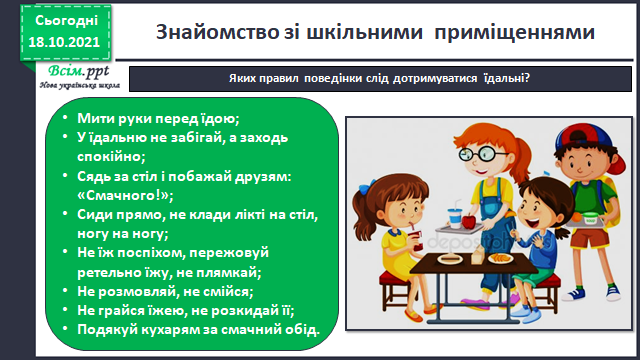 Сьогодні
18.10.2021
Знайомство зі шкільними приміщеннями
Всім.ppt
Нова українська школа
Яких правил поведінки слід дотримуватися їдальні?
• Мити руки перед їдою;
• У їдальню не забігай, а заходь
спокійно;
• Сядь за стіл і побажай друзям:
«Смачного!»;
• Сиди прямо, не клади лікті на стіл,
ногу на ногу;
• Не їж поспіхом, пережовуй
ретельно їжу, не плямкай;
• Не розмовляй, не смійся;
• Не грайся їжею, не розкидай її;
• Подякуй кухарям за смачний обід.
depositphotos